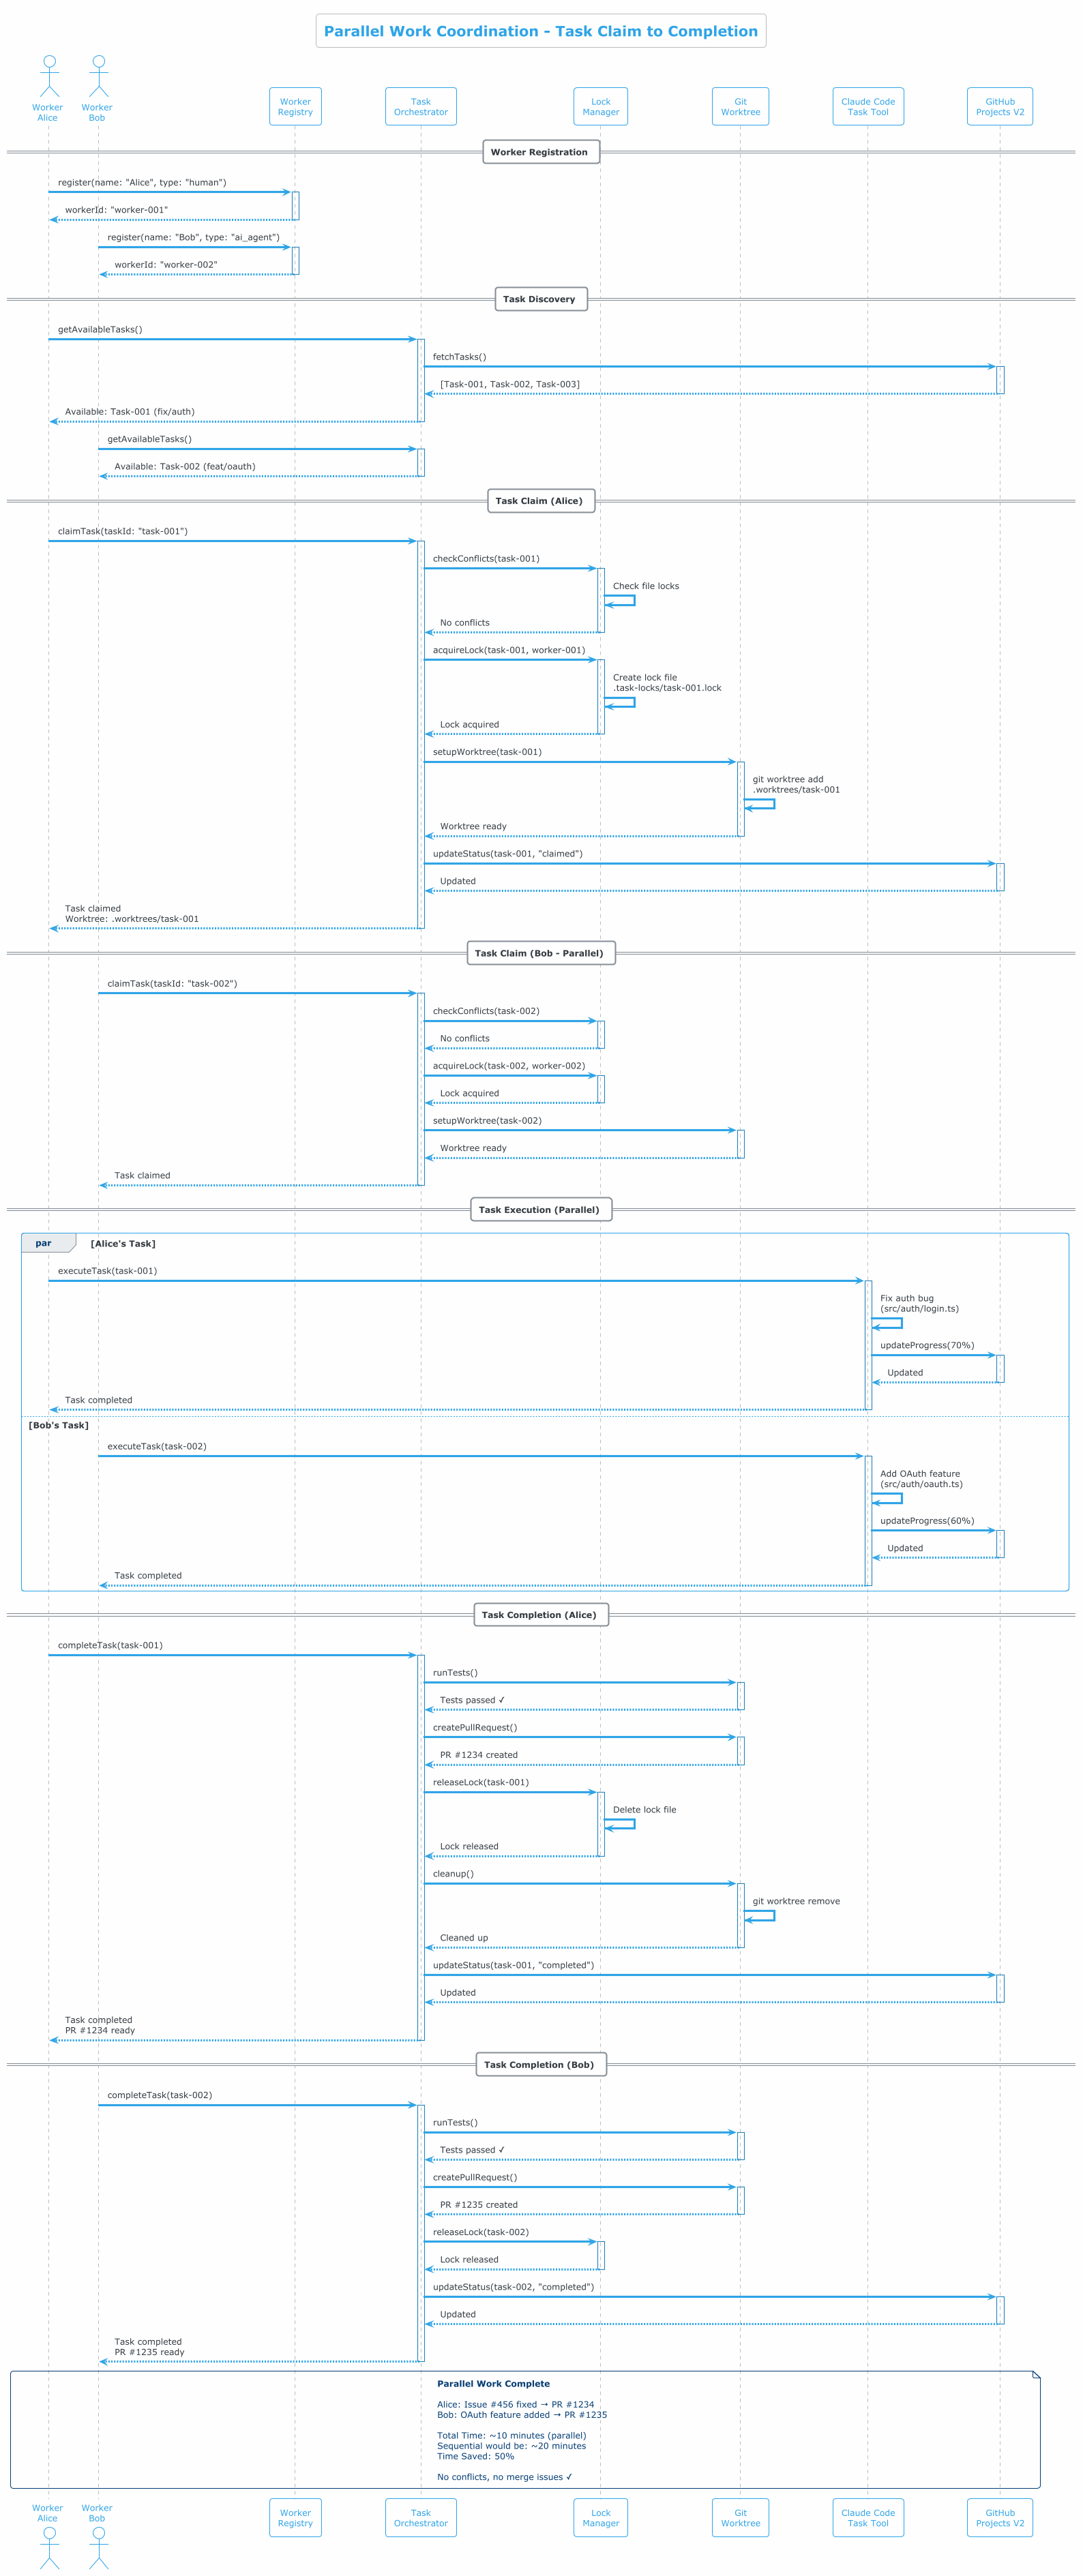 Parallel Work Coordination - Task Claim to Completion
Worker
Alice
Worker
Bob
Worker
Registry
Task
Orchestrator
Lock
Manager
Git
Worktree
Claude Code
Task Tool
GitHub
Projects V2
Worker Registration
register(name: "Alice", type: "human")
workerId: "worker-001"
register(name: "Bob", type: "ai_agent")
workerId: "worker-002"
Task Discovery
getAvailableTasks()
fetchTasks()
[Task-001, Task-002, Task-003]
Available: Task-001 (fix/auth)
getAvailableTasks()
Available: Task-002 (feat/oauth)
Task Claim (Alice)
claimTask(taskId: "task-001")
checkConflicts(task-001)
Check file locks
No conflicts
acquireLock(task-001, worker-001)
Create lock file
.task-locks/task-001.lock
Lock acquired
setupWorktree(task-001)
git worktree add
.worktrees/task-001
Worktree ready
updateStatus(task-001, "claimed")
Updated
Task claimed
Worktree: .worktrees/task-001
Task Claim (Bob - Parallel)
claimTask(taskId: "task-002")
checkConflicts(task-002)
No conflicts
acquireLock(task-002, worker-002)
Lock acquired
setupWorktree(task-002)
Worktree ready
Task claimed
Task Execution (Parallel)
par [Alice's Task]
executeTask(task-001)
Fix auth bug
(src/auth/login.ts)
updateProgress(70%)
Updated
Task completed
[Bob's Task]
executeTask(task-002)
Add OAuth feature
(src/auth/oauth.ts)
updateProgress(60%)
Updated
Task completed
Task Completion (Alice)
completeTask(task-001)
runTests()
Tests passed ✓
createPullRequest()
PR #1234 created
releaseLock(task-001)
Delete lock file
Lock released
cleanup()
git worktree remove
Cleaned up
updateStatus(task-001, "completed")
Updated
Task completed
PR #1234 ready
Task Completion (Bob)
completeTask(task-002)
runTests()
Tests passed ✓
createPullRequest()
PR #1235 created
releaseLock(task-002)
Lock released
updateStatus(task-002, "completed")
Updated
Task completed
PR #1235 ready
Parallel Work Complete
Alice: Issue #456 fixed → PR #1234
Bob: OAuth feature added → PR #1235
Total Time: ~10 minutes (parallel)
Sequential would be: ~20 minutes
Time Saved: 50%
No conflicts, no merge issues ✓
Worker
Alice
Worker
Bob
Worker
Registry
Task
Orchestrator
Lock
Manager
Git
Worktree
Claude Code
Task Tool
GitHub
Projects V2